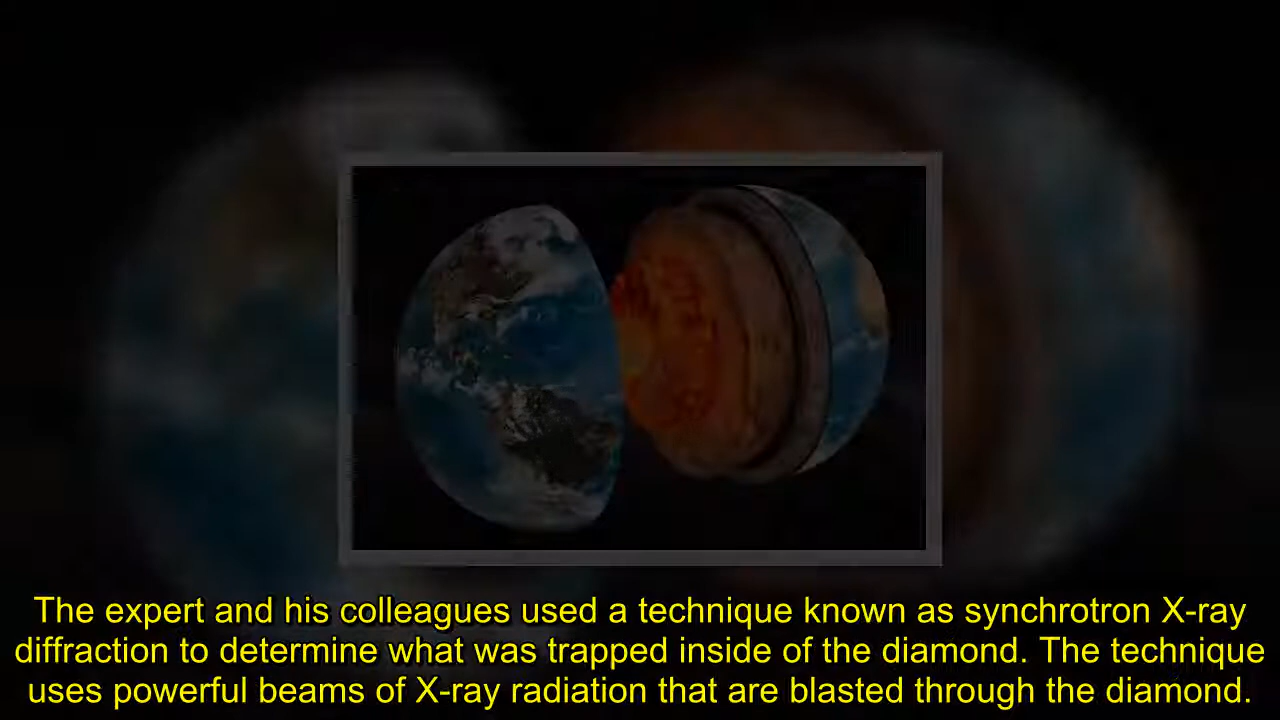 The expert and his colleagues used a technique known as synchrotron X-ray
diffraction to determine what was trapped inside of the diamond. The technique
uses powerful beams of X-ray radiation that are blasted through the diamond.